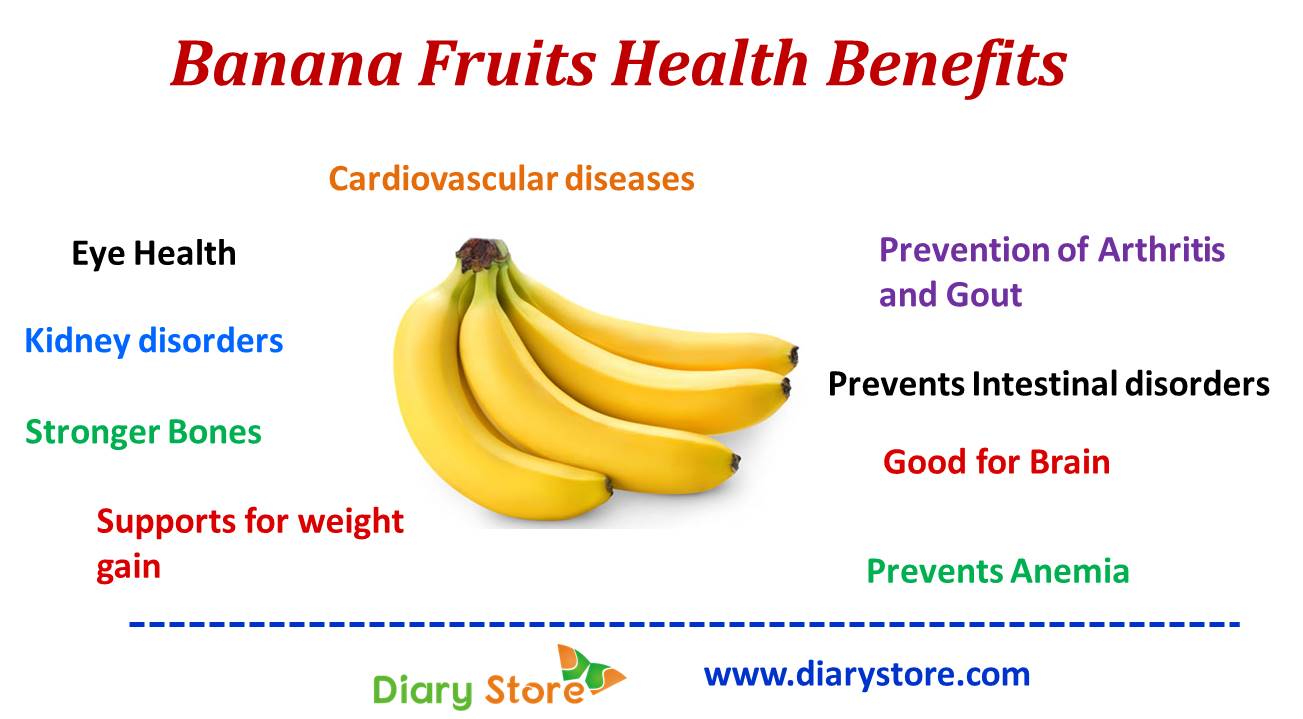 Banana Fruits Health Benefits
Cardiovascular diseases
Eye Health
Kidney disorders
Stronger Bones
Supports for weight
gain
Prevention of Arthritis
and Gout
Prevents Intestinal disorders
Good for Brain
Prevents Anemia
Diary Store
www.diarystore.com